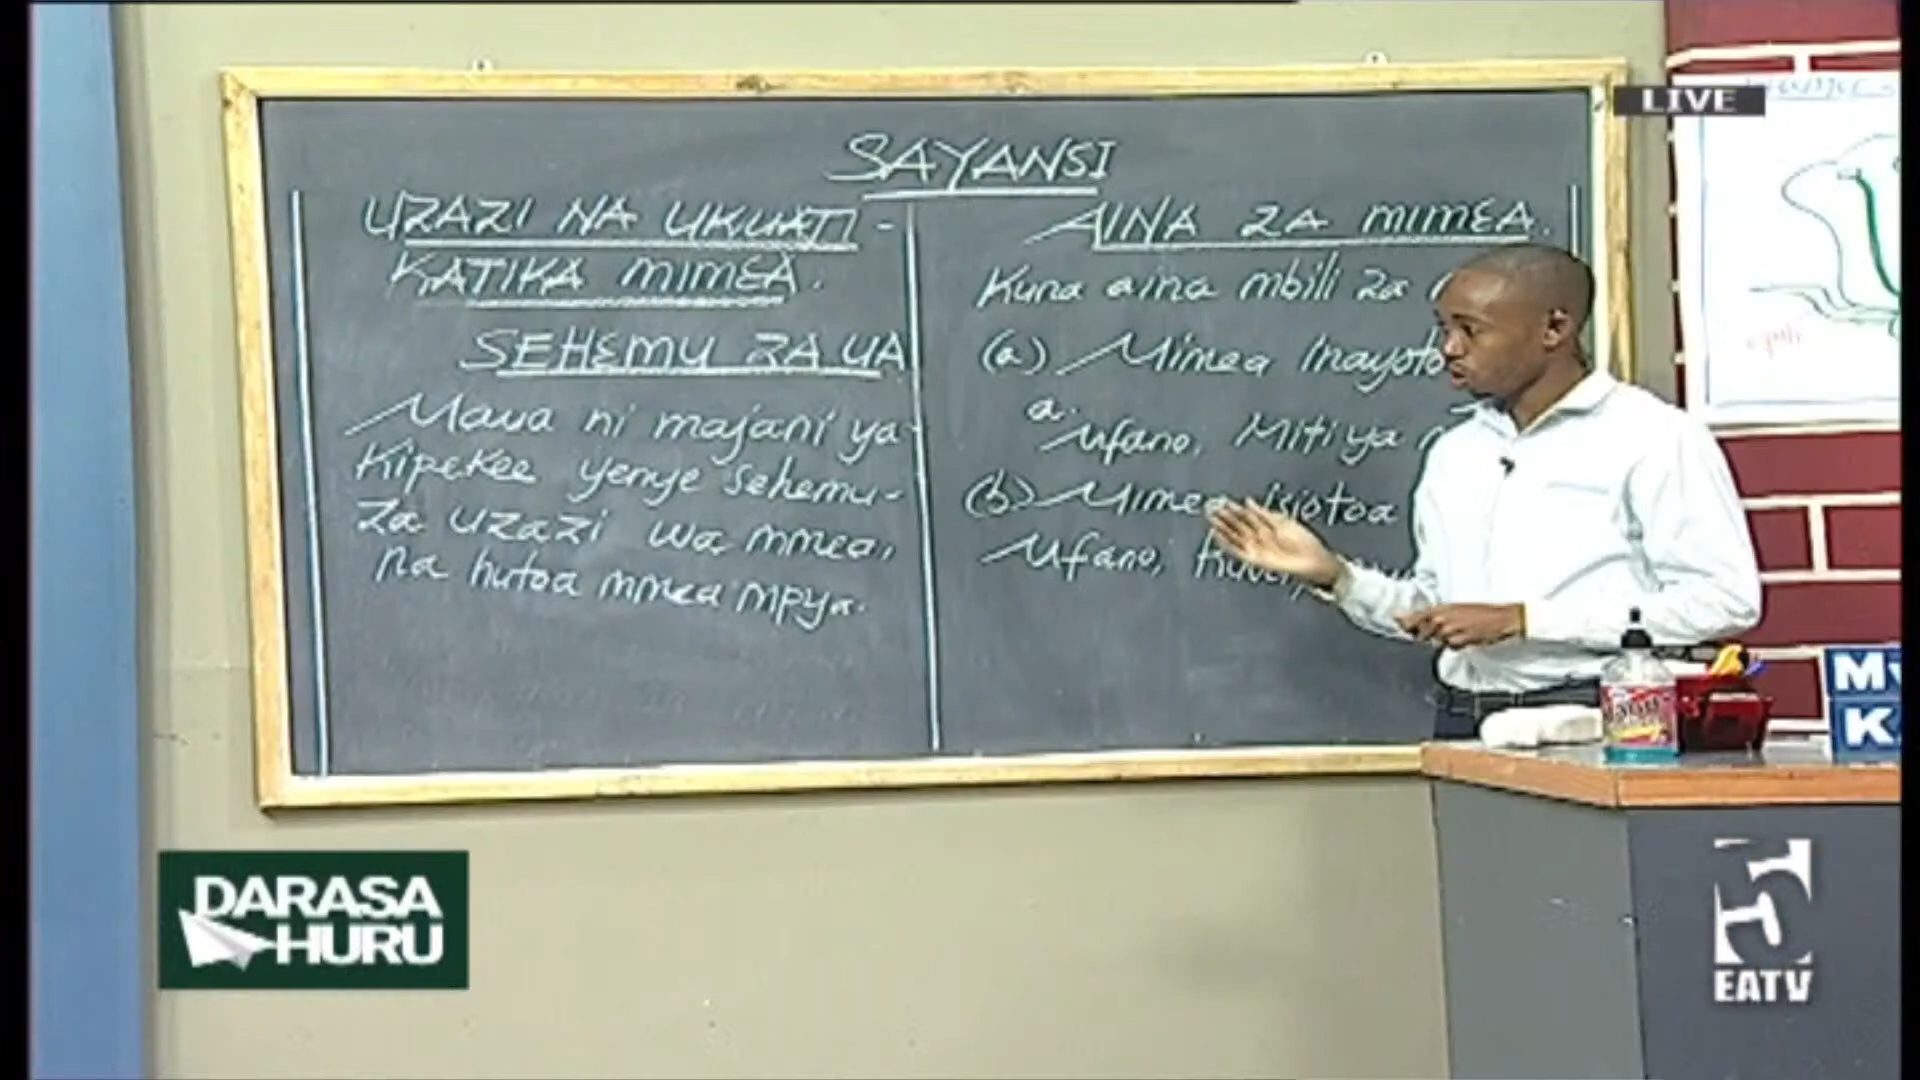 LIVE
SAYANSI
UZAZI NA UKUAJI -
KATIKA MIMEA.
SEHEMU ZA UA
Maua ni majani ya
Kipekee yenye sehemu-
Za uzazi wa mmea,
na hutoa mmea mpya.
AINA ZA MIMEA.
Kuna aina mbili za
(a) Mimea Inayoto
a.
Mfano, Miti ya
(b) Mimea isiotoa
Mfano,
DARASA
HURU
EATV